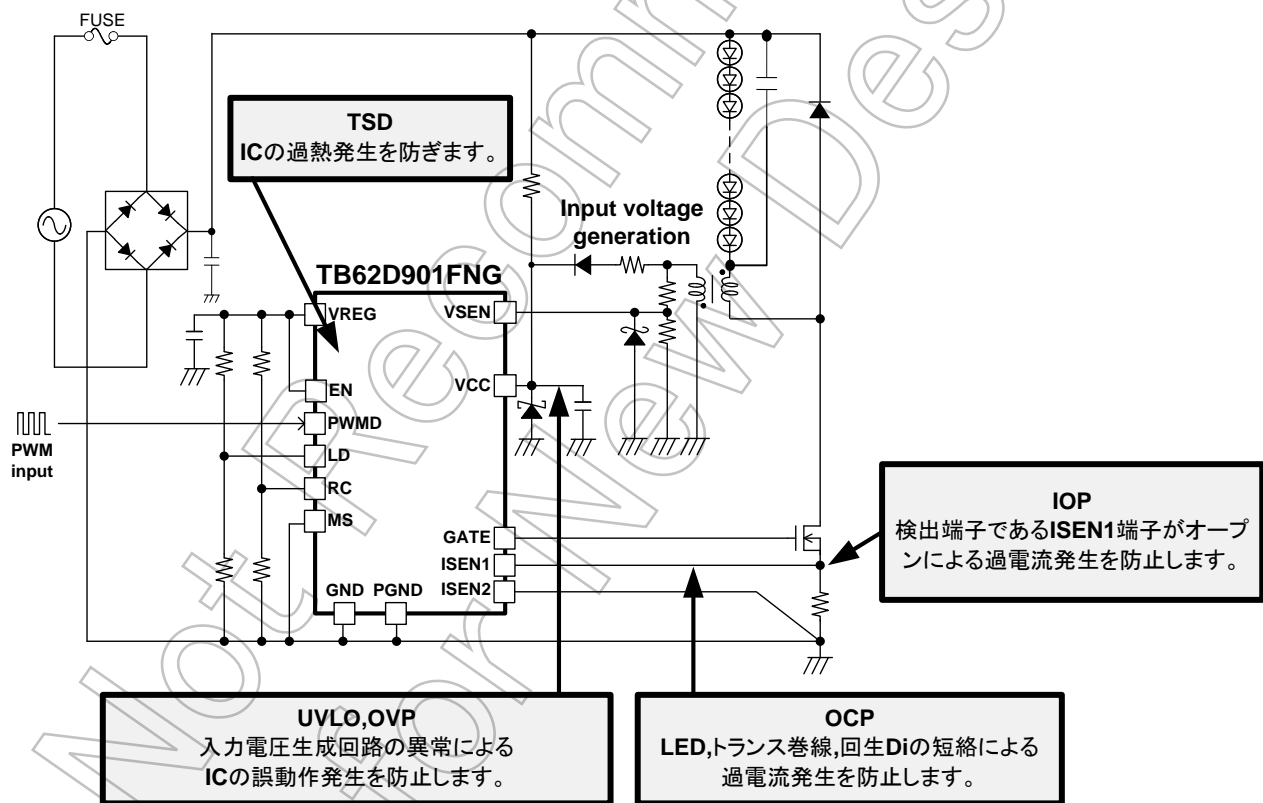 FUSE
TSD
ICの過熱発生を防ぎます。
Input voltage
generation
TB62D901FNG
VREG
VSEN
EN
VCC
PWMD
PWM
input
LD
RC
MS
GATE
ISEN1
ISEN2
GND PGND
IOP
検出端子であるISEN1端子がオープ
ンによる過電流発生を防止します。
UVLO,OVP
入力電圧生成回路の異常による
ICの誤動作発生を防止します。
OCP
LED,トランス巻線,回生Diの短絡による
過電流発生を防止します。
Not Recomm
for New Des